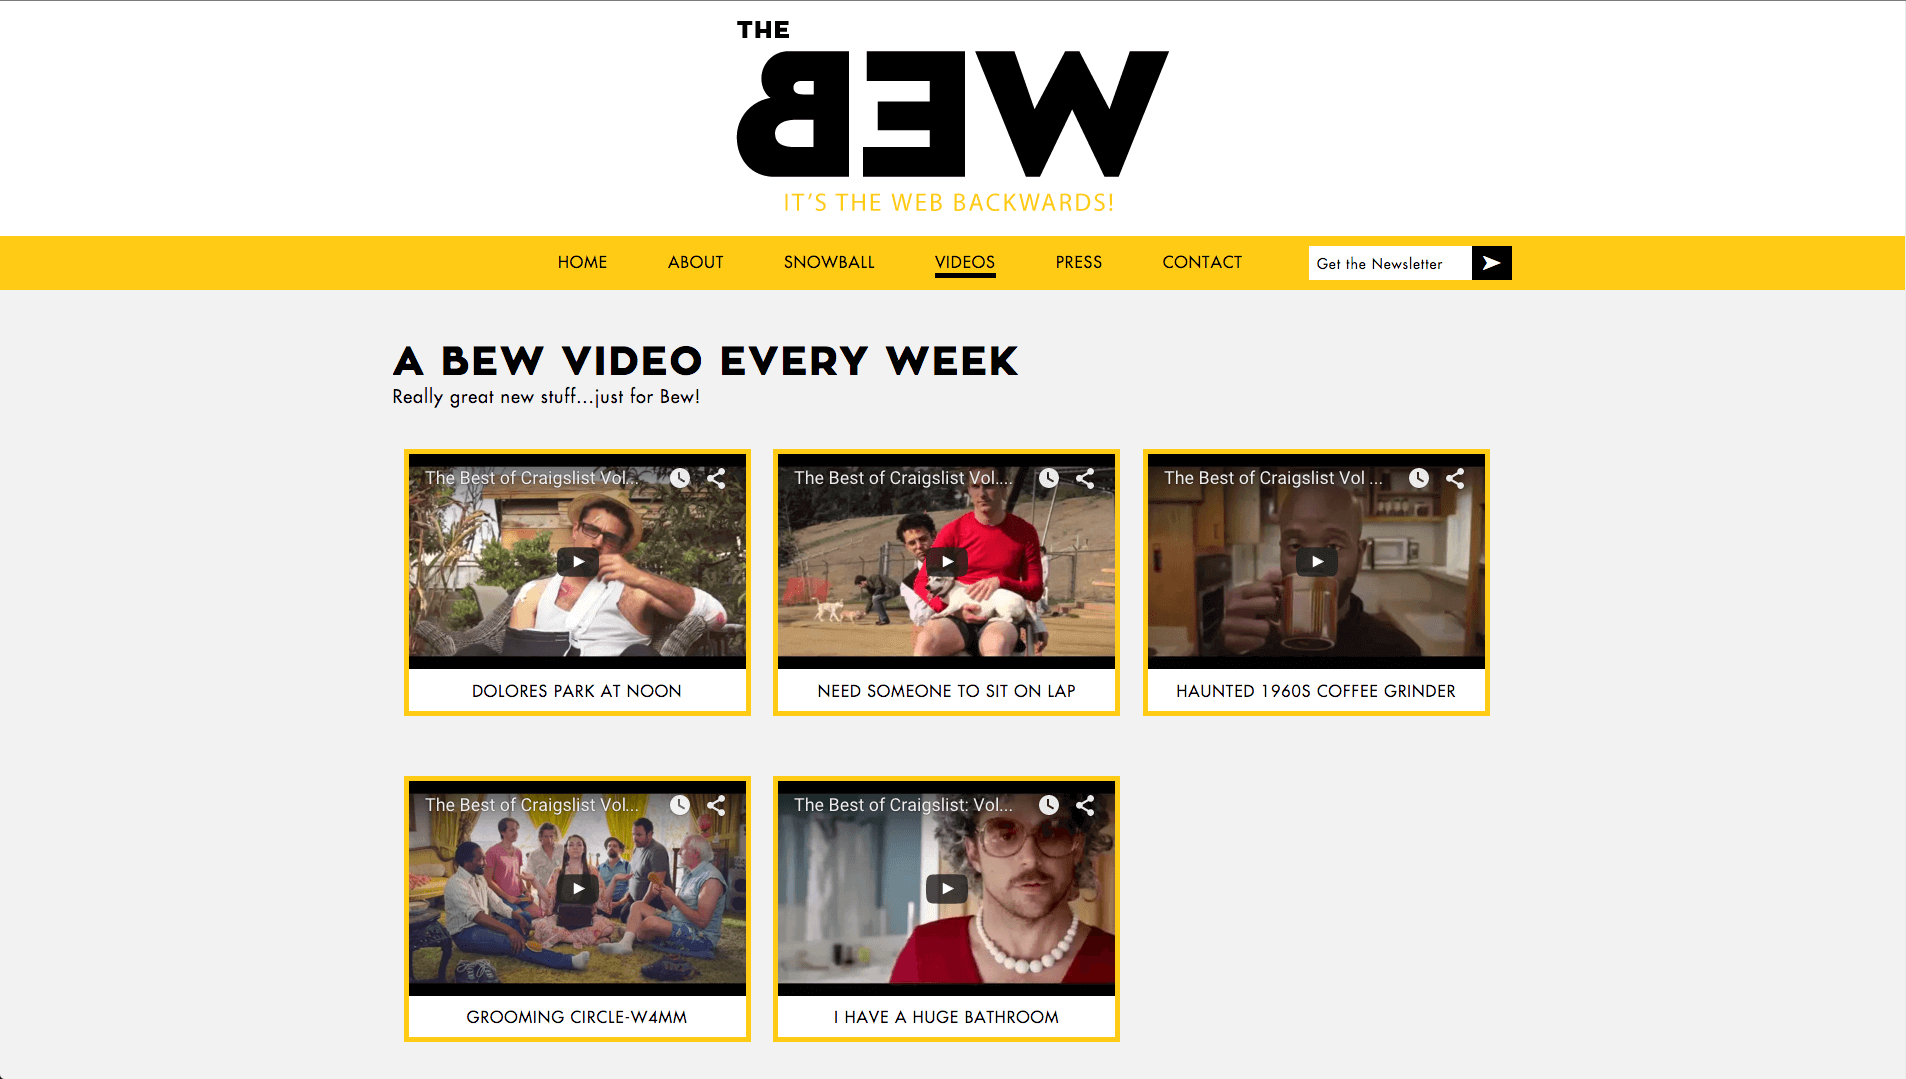 THE
BEW
IT'S THE WEB BACKWARDS!
HOME ABOUT SNOWBALL VIDEOS PRESS CONTACT Get the Newsletter
A BEW VIDEO EVERY WEEK
Really great new stuff...just for Bew!
The Best of Craigslist Vol...
The Best of Craigslist Vol....
The Best of Craigslist Vol ...
DOLORES PARK AT NOON
NEED SOMEONE TO SIT ON LAP
HAUNTED 1960S COFFEE GRINDER
The Best of Craigslist Vol...
The Best of Craigslist: Vol...
GROOMING CIRCLE-W4MM
I HAVE A HUGE BATHROOM